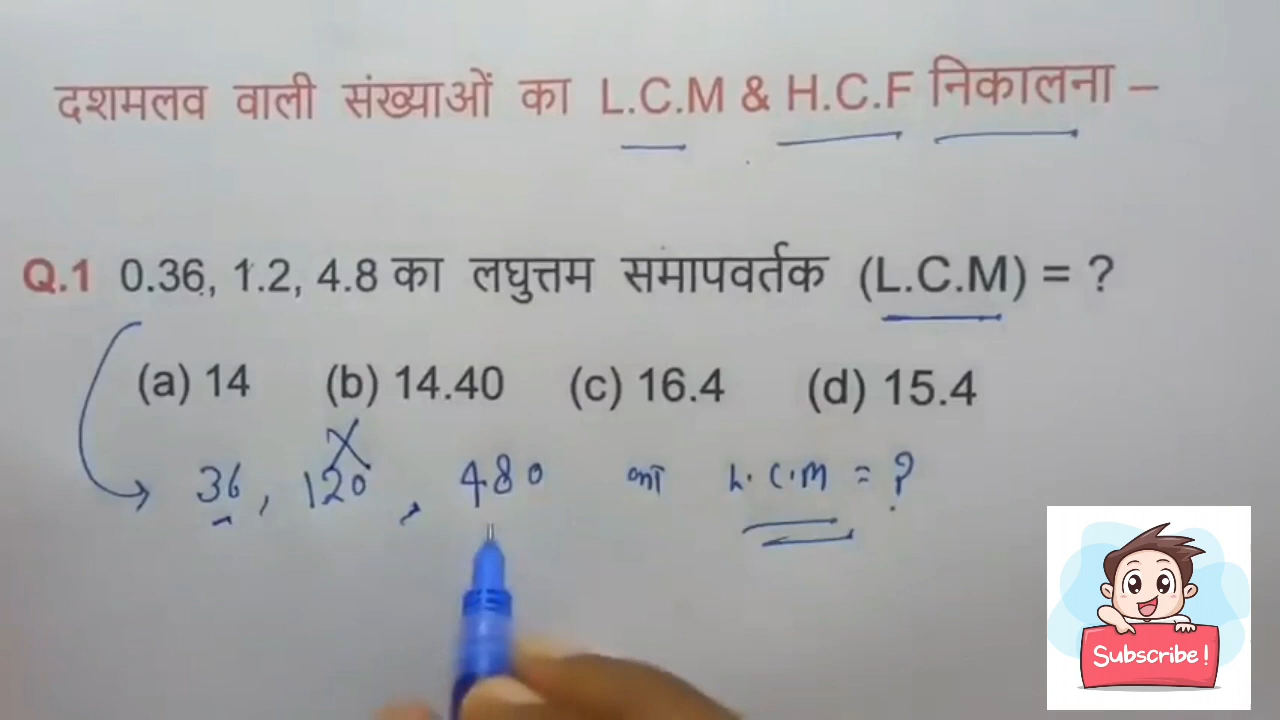 दशमलव वाली संख्याओं का L.C.M & H.C.F निकालना –
Q.1 0.36, 1.2, 4.8 का लघुत्तम समापवर्तक (L.C.M) = ?
(a) 14 (b) 14.40 (c) 16.4 (d) 15.4
36, 120, 480 का L.C.M = ?
Subscribe!